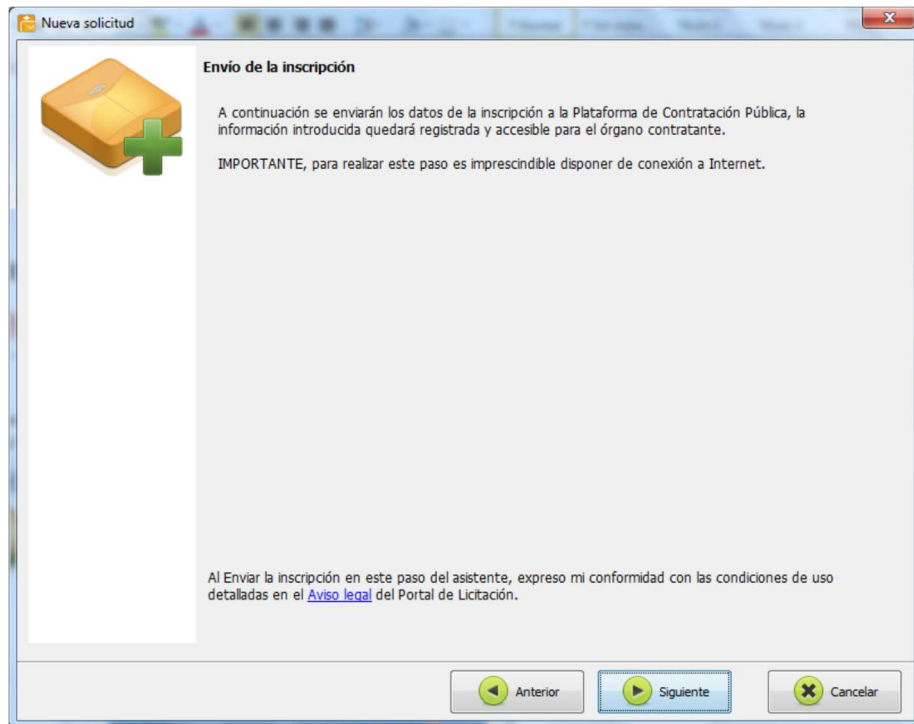 Nueva solicitud
Envío de la inscripción
A continuación se enviarán los datos de la inscripción a la Plataforma de Contratación Pública, la
información introducida quedará registrada y accesible para el órgano contratante.
IMPORTANTE, para realizar este paso es imprescindible disponer de conexión a Internet.
Al Enviar la inscripción en este paso del asistente, expreso mi conformidad con las condiciones de uso
detalladas en el Aviso legal del Portal de Licitación.
Anterior
Siguiente
Cancelar